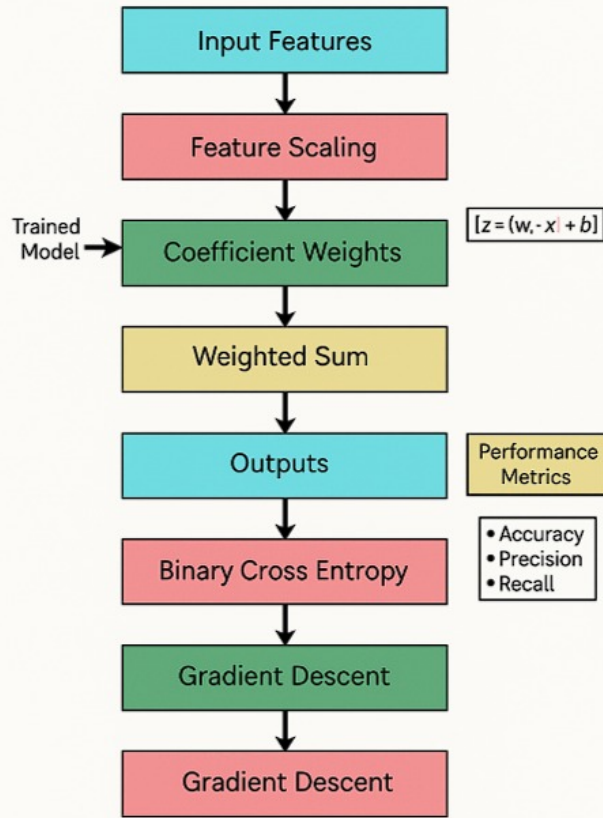 Input Features
Feature Scaling
Trained
Model
Coefficient Weights
[z = (w,- x| + b]
Weighted Sum
Outputs
Performance
Metrics
Binary Cross Entropy
• Accuracy
• Precision
• Recall
Gradient Descent
Gradient Descent